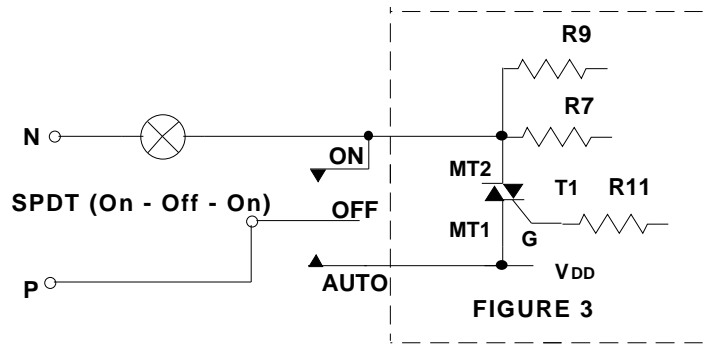 R9
R7
N
ON
MT2
T1
R11
SPDT (On - Off - On)
OFF
MT1
G
P
AUTO
VDD
FIGURE 3